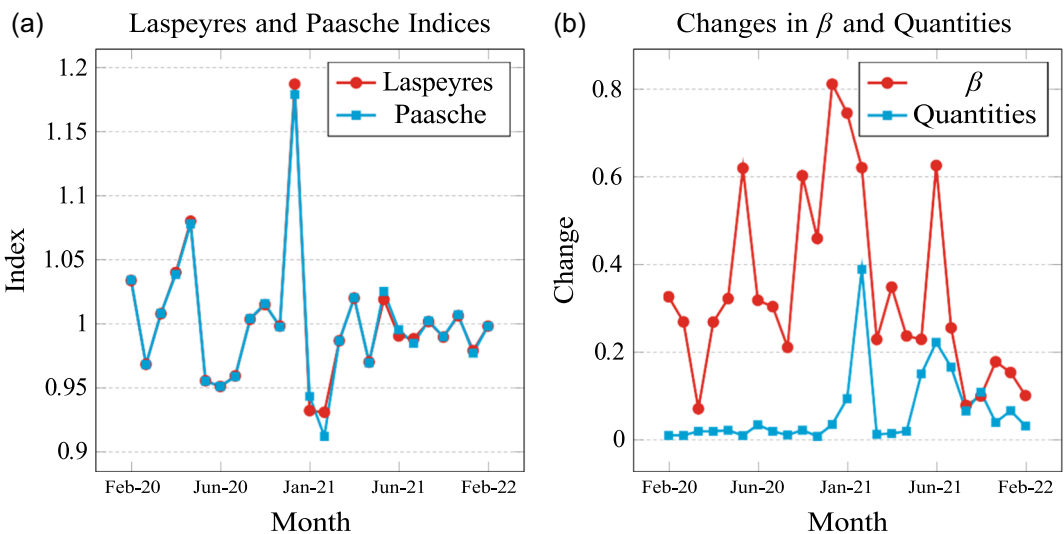 (a)
Laspeyres and Paasche Indices
1.2
1.15
1.1
1.05
1
0.95
0.9
Index
Laspeyres
Paasche
Feb-20
Jun-20
Jan-21
Jun-21
Feb-22
Month
(b)
Changes in β and Quantities
0.8
0.6
0.4
0.2
0
Change
β
Quantities
Feb-20
Jun-20
Jan-21
Jun-21
Feb-22
Month